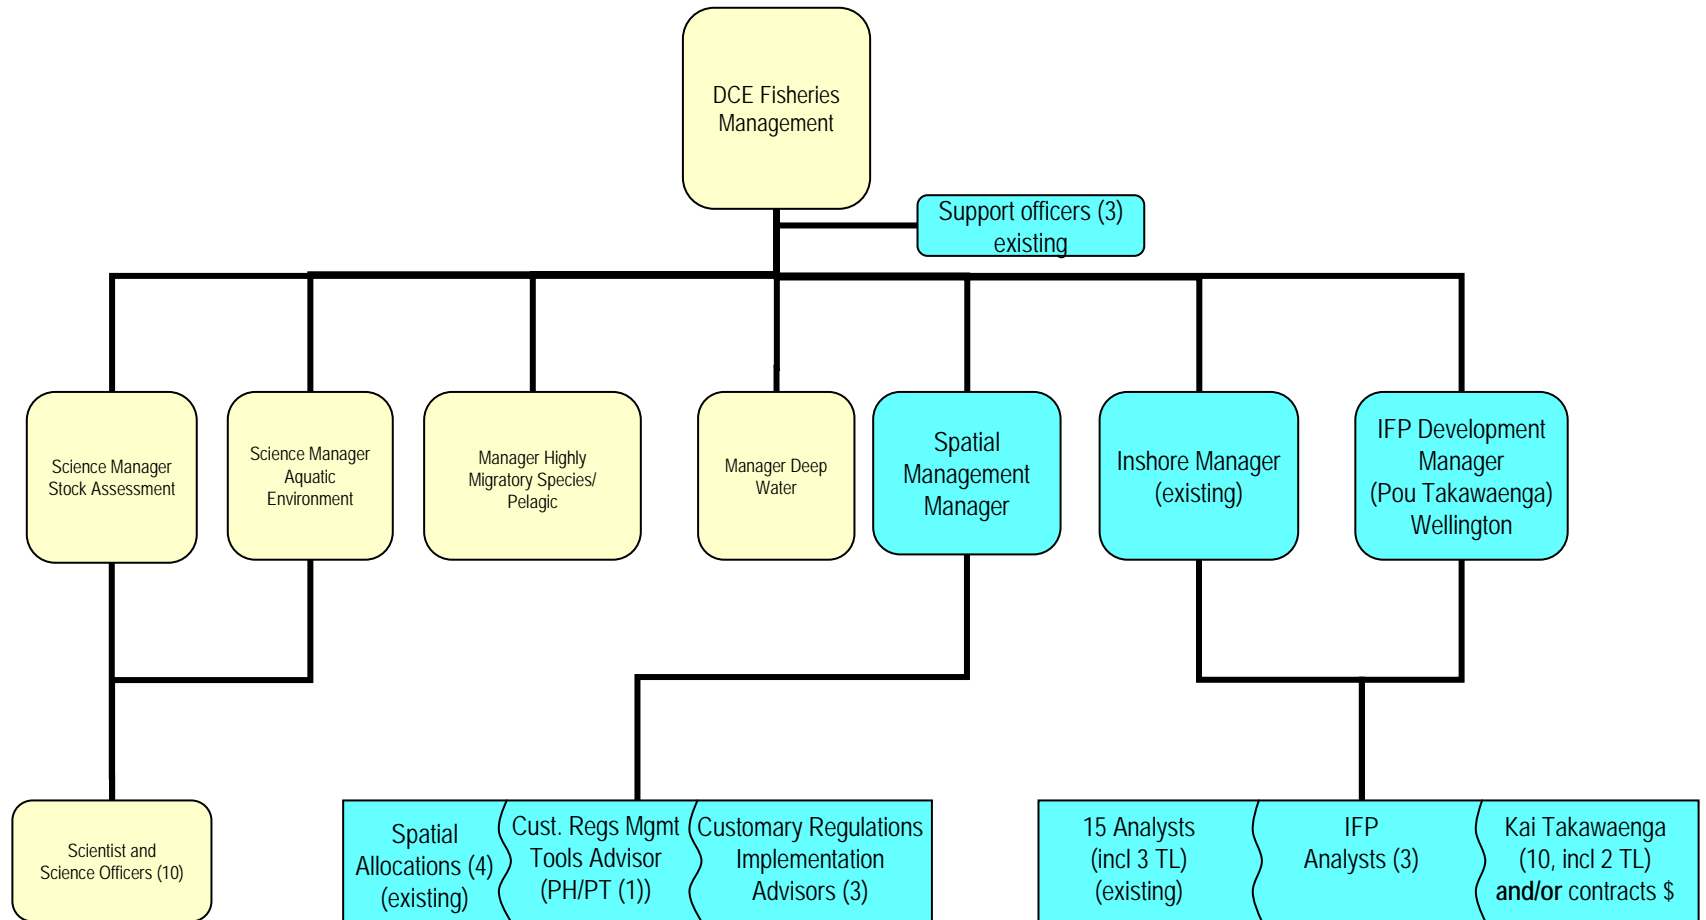 DCE Fisheries
Management
Support officers (3)
existing
Science Manager
Stock Assessment
Science Manager
Aquatic
Environment
Manager Highly
Migratory Species/
Pelagic
Manager Deep
Water
Spatial
Management
Manager
Inshore Manager
(existing)
IFP Development
Manager
(Pou Takawaenga)
Wellington
Scientist and
Science Officers (10)
Spatial
Allocations (4)
(existing)
Cust. Regs Mgmt
Tools Advisor
(PH/PT (1))
Customary Regulations
Implementation
Advisors (3)
15 Analysts
(incl 3 TL)
(existing)
IFP
Analysts (3)
Kai Takawaenga
(10, incl 2 TL)
and/or contracts $